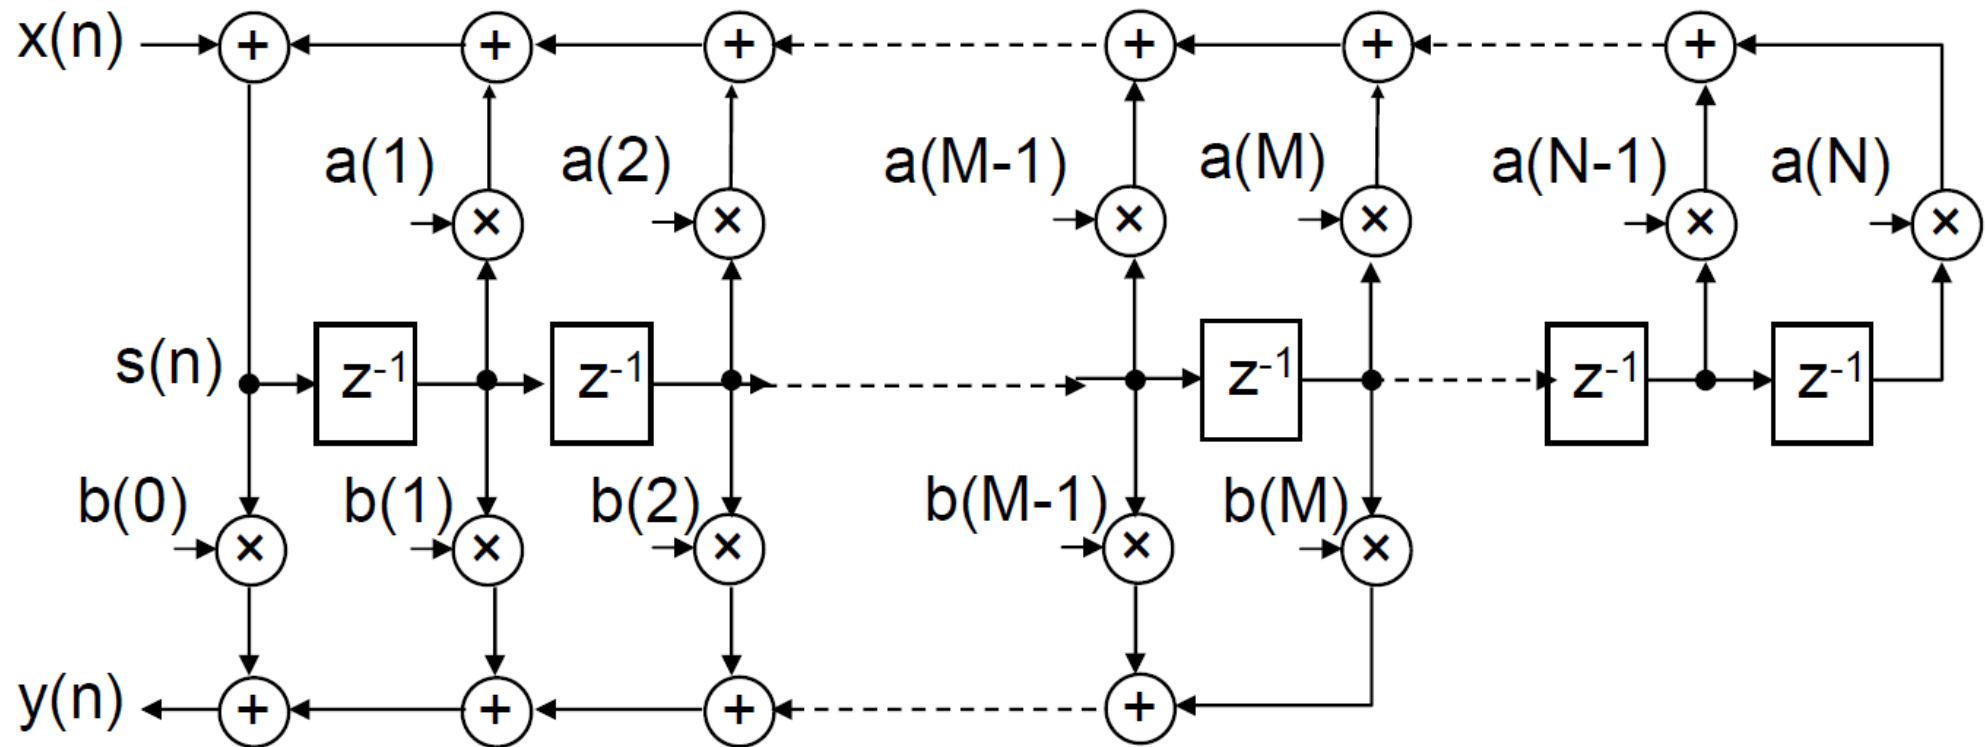 x(n) + + + + + +
a(1) a(2) a(M-1) a(M) a(N-1) a(N)
× × × × × ×
s(n) z-1 z-1 z-1 z-1 z-1
b(0) b(1) b(2) b(M-1) b(M)
× × × × ×
y(n) + + + +